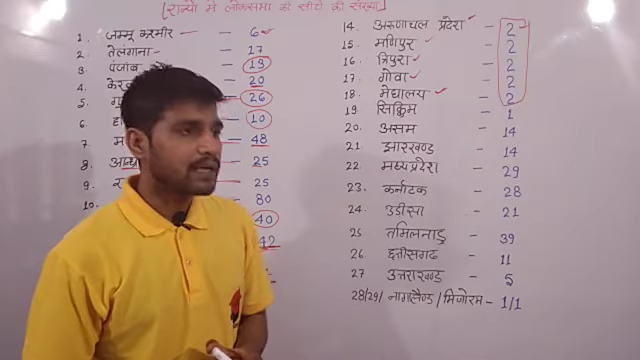 [राज्यों में लोकसभा की सीटों की संख्या]
1. जम्मू कश्मीर - 6
2. तेलंगाना - 17
3 पंजाब 13
4. 20
5. 26
6. 10
7. 48
8. 25
9. 25
10. 80
40
42
14. अरुणाचल प्रदेश - 2
15. मणिपुर - 2
16. त्रिपुरा - 2
17. गोवा - 2
18. मेघालय - 2
19. सिक्किम - 1
20. असम - 14
21. झारखण्ड - 14
22. मध्यप्रदेश - 29
23. कर्नाटक - 28
24. उडीसा - 21
25 तमिलनाडु - 39
26 छत्तीसगढ - 11
27 उत्तराखण्ड - 5
28/29/ नागालैण्ड / मिजोरम - 1/1